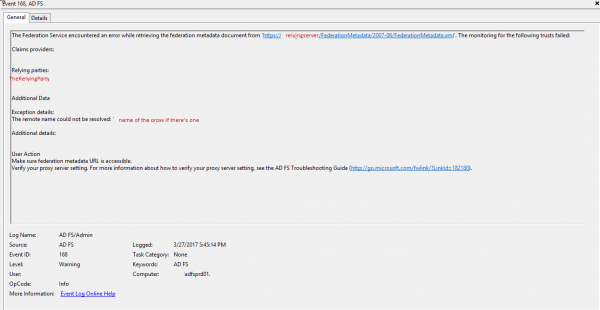 Event 168, AD FS
General Details
The Federation Service encountered an error while retrieving the federation metadata document from 'https:// relyingserver/FederationMetadata/2007-06/FederationMetadata.xml'. The monitoring for the following trusts failed:
Claims providers:
Relying parties:
TheRelyingParty
Additional Data
Exception details:
The remote name could not be resolved: ' name of the proxy if there's one
Additional details:
User Action
Make sure federation metadata URL is accessible.
Verify your proxy server setting. For more information about how to verify your proxy server setting, see the AD FS Troubleshooting Guide (http://go.microsoft.com/fwlink/?LinkId=182180).
Log Name: AD FS/Admin
Source: AD FS Logged: 3/27/2017 5:45:14 PM
Event ID: 168 Task Category: None
Level: Warning Keywords: AD FS
User: Computer: adfsprd01.
OpCode: Info
More Information: Event Log Online Help